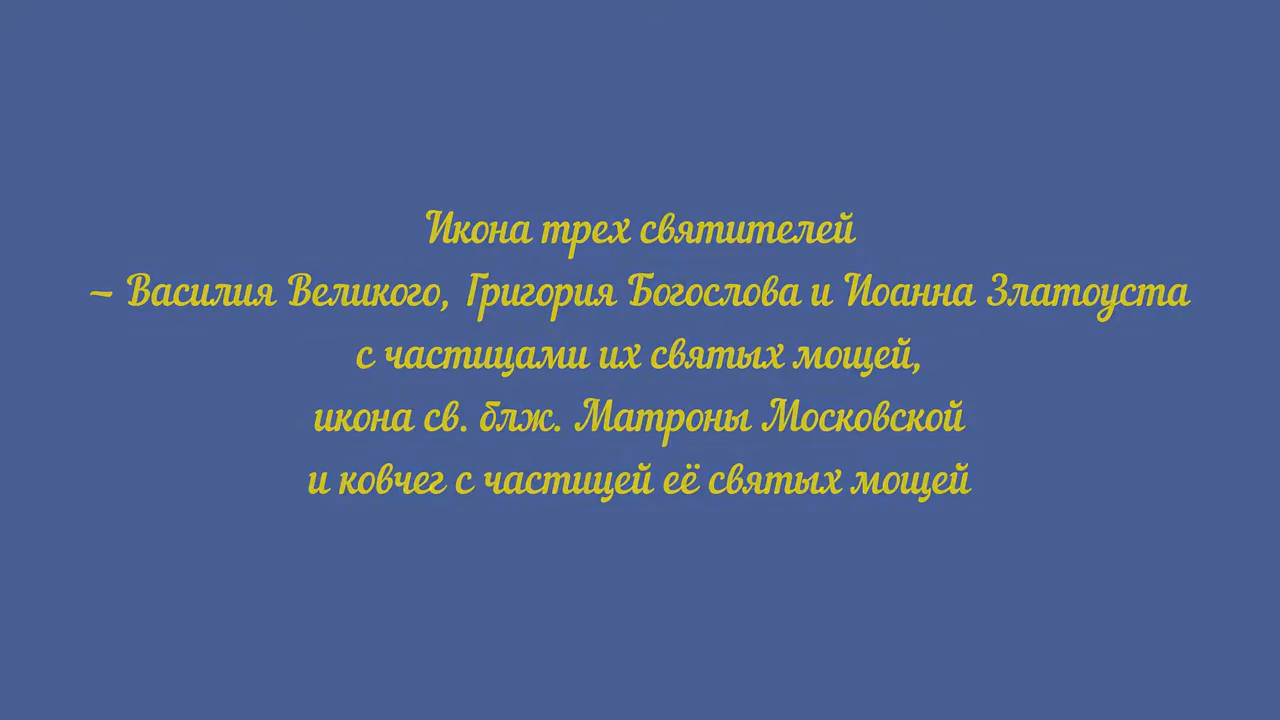 Икона трех святителей
– Василия Великого, Григория Богослова и Иоанна Златоуста
с частицами их святых мощей,
икона св. блж. Матроны Московской
и ковчег с частицей её святых мощей